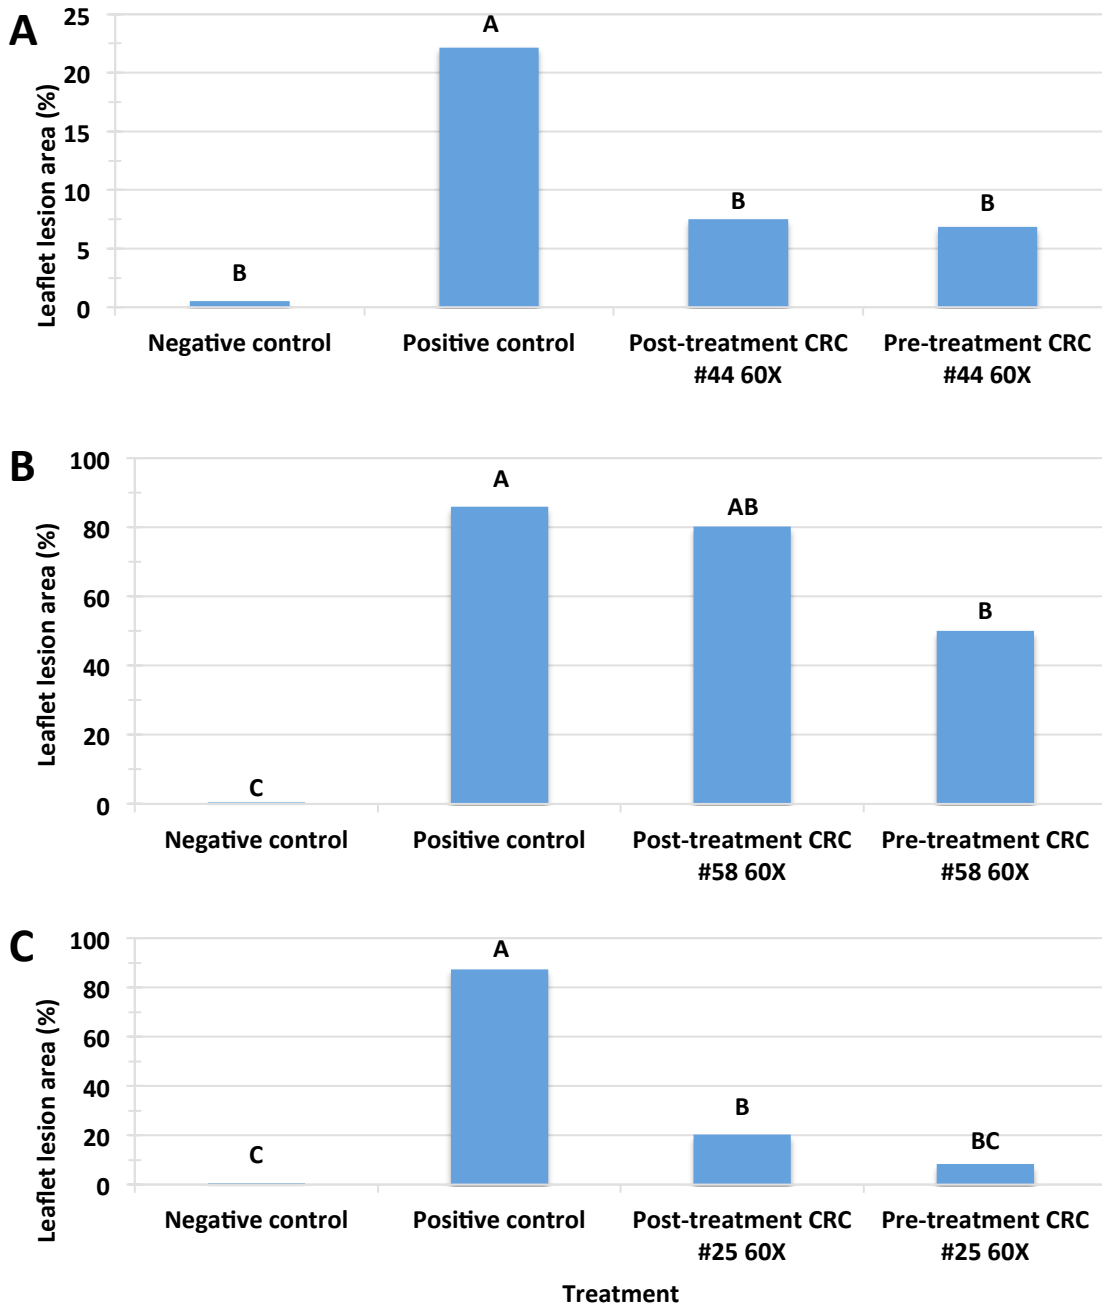 A
Leaflet lesion area (%)
25
20
15
10
5
0
B
A
B
B
Negative control
Positive control
Post-treatment CRC
#44 60X
Pre-treatment CRC
#44 60X
B
Leaflet lesion area (%)
100
80
60
40
20
0
C
A
AB
B
Negative control
Positive control
Post-treatment CRC
#58 60X
Pre-treatment CRC
#58 60X
C
Leaflet lesion area (%)
100
80
60
40
20
0
C
A
B
BC
Negative control
Positive control
Post-treatment CRC
#25 60X
Pre-treatment CRC
#25 60X
Treatment